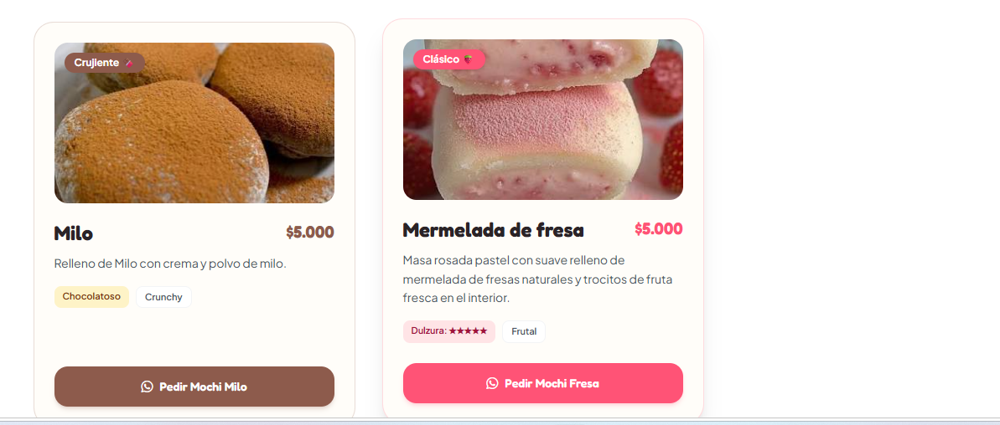 Crujiente
Milo
$5.000
Relleno de Milo con crema y polvo de milo.
Chocolatoso
Crunchy
Pedir Mochi Milo
Clásico 🍓
Mermelada de fresa
$5.000
Masa rosada pastel con suave relleno de
mermelada de fresas naturales y trocitos de fruta
fresca en el interior.
Dulzura: ★★★★★
Frutal
Pedir Mochi Fresa